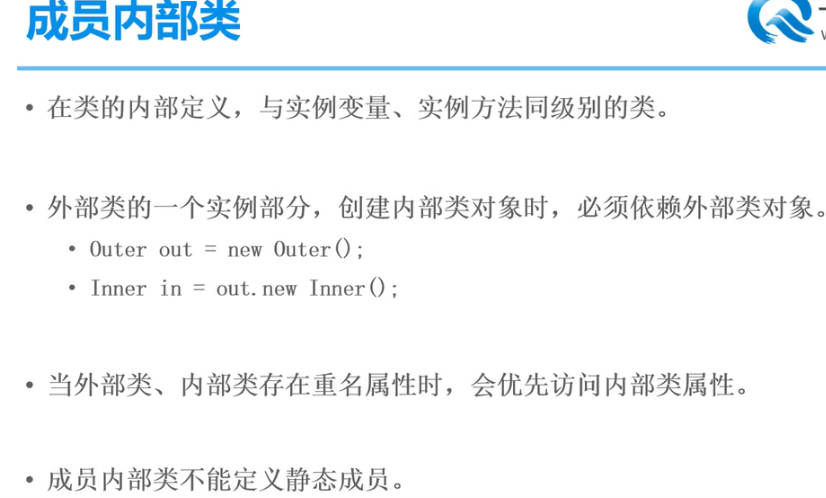 成员内部类
• 在类的内部定义，与实例变量、实例方法同级别的类。
• 外部类的一个实例部分，创建内部类对象时，必须依赖外部类对象。
• Outer out = new Outer();
• Inner in = out.new Inner();
• 当外部类、内部类存在重名属性时，会优先访问内部类属性。
• 成员内部类不能定义静态成员。